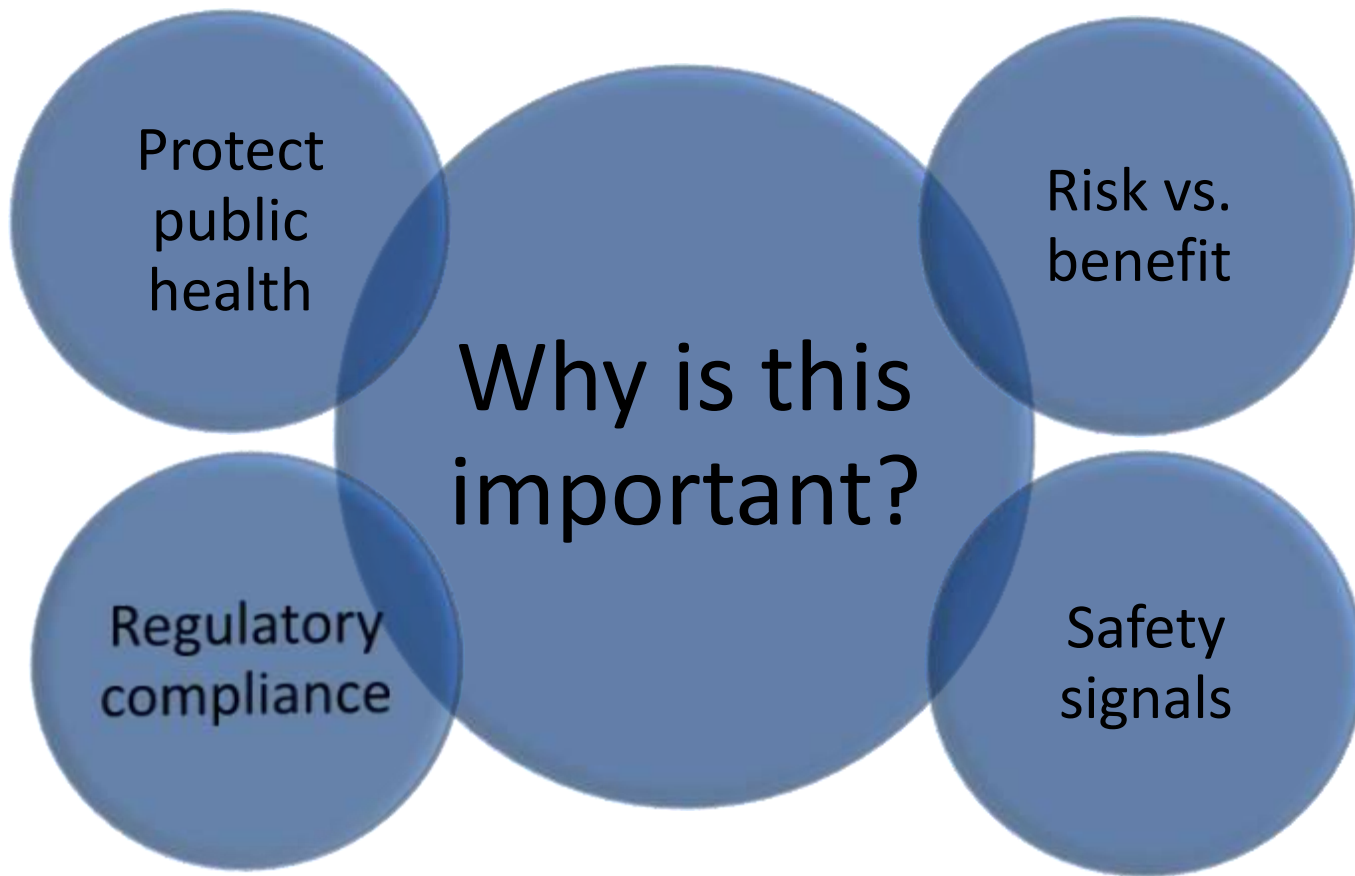 Protect
public
health
Risk vs.
benefit
Why is this
important?
Regulatory
compliance
Safety
signals